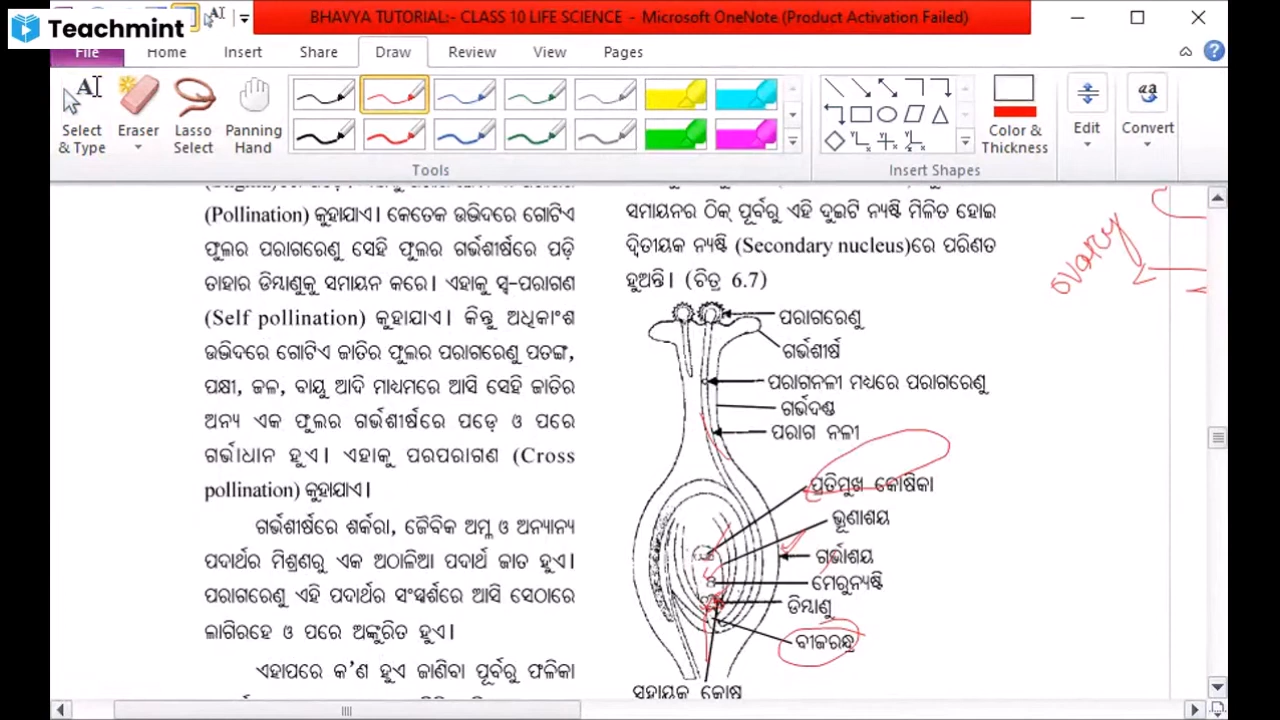 Teachmint
BHAVYA TUTORIAL:- CLASS 10 LIFE SCIENCE - Microsoft OneNote (Product Activation Failed)
File Home Insert Share Draw Review View Pages
Select & Type
Eraser
Lasso Select
Panning Hand
Tools
Color & Thickness
Insert Shapes
Edit
Convert
(Pollination) କୁହାଯାଏ। କେତେକ ଉଦ୍ଭିଦରେ ଗୋଟିଏ
ଫୁଲର ପରାଗରେଣୁ ସେହି ଫୁଲର ଗର୍ଭଶୀର୍ଷରେ ପଡ଼ି
ତାହାର ଡିମ୍ବାଣୁକୁ ସମାୟନ କରେ। ଏହାକୁ ସ୍ୱ-ପରାଗଣ
(Self pollination) କୁହାଯାଏ। କିନ୍ତୁ ଅଧିକାଂଶ
ଉଦ୍ଭିଦରେ ଗୋଟିଏ ଜାତିର ଫୁଲର ପରାଗରେଣୁ ପତଙ୍ଗ,
ପକ୍ଷୀ, ଜଳ, ବାୟୁ ଆଦି ମାଧ୍ୟମରେ ଆସି ସେହି ଜାତିର
ଅନ୍ୟ ଏକ ଫୁଲର ଗର୍ଭଶୀର୍ଷରେ ପଡ଼େ ଓ ପରେ
ଗର୍ଭାଧାନ ହୁଏ। ଏହାକୁ ପରପରାଗଣ (Cross
pollination) କୁହାଯାଏ।
ଗର୍ଭଶୀର୍ଷରେ ଶର୍କରା, ଜୈବିକ ଅମ୍ଳ ଓ ଅନ୍ୟାନ୍ୟ
ପଦାର୍ଥର ମିଶ୍ରଣରୁ ଏକ ଅଠାଳିଆ ପଦାର୍ଥ ଜାତ ହୁଏ।
ପରାଗରେଣୁ ଏହି ପଦାର୍ଥର ସଂସ୍ପର୍ଶରେ ଆସି ସେଠାରେ
ଲାଗିରହେ ଓ ପରେ ଅଙ୍କୁରିତ ହୁଏ।
ଏହାପରେ କ'ଣ ହୁଏ ଜାଣିବା ପୂର୍ବରୁ ଫଳିକା
ସମାୟନର ଠିକ୍ ପୂର୍ବରୁ ଏହି ଦୁଇଟି ନ୍ୟଷ୍ଟି ମିଳିତ ହୋଇ
ଦ୍ୱିତୀୟକ ନ୍ୟଷ୍ଟି (Secondary nucleus)ରେ ପରିଣତ
ହୁଅନ୍ତି। (ଚିତ୍ର 6.7)
ପରାଗରେଣୁ
ଗର୍ଭଶୀର୍ଷ
ପରାଗନଳୀ ମଧ୍ୟରେ ପରାଗରେଣୁ
ଗର୍ଭଦଣ୍ଡ
ପରାଗ ନଳୀ
ପ୍ରତିମୁଖ କୋଷିକା
ଭୂଣାଶୟ
ଗର୍ଭାଶୟ
ମେରୁନ୍ୟଷ୍ଟି
ଡିମ୍ବାଣୁ
ବୀଜରନ୍ଧ୍ର
ସହାୟକ କୋଷ
ovary